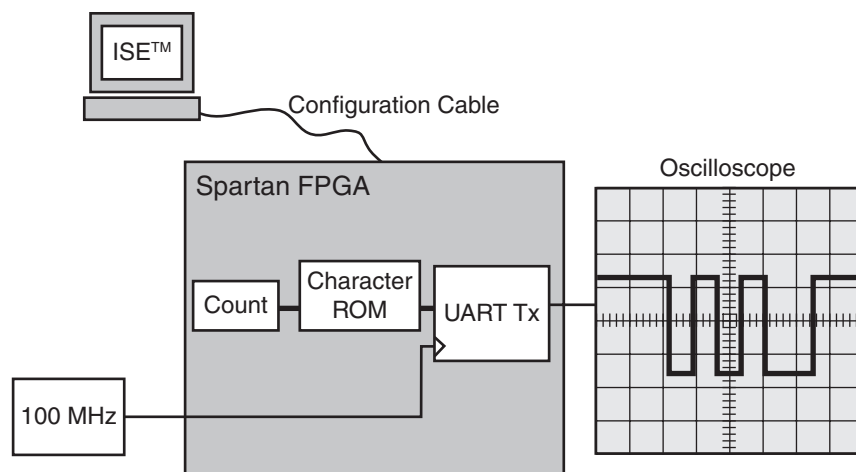 ISE™
Configuration Cable
Spartan FPGA
Oscilloscope
Count
Character
ROM
UART Tx
100 MHz